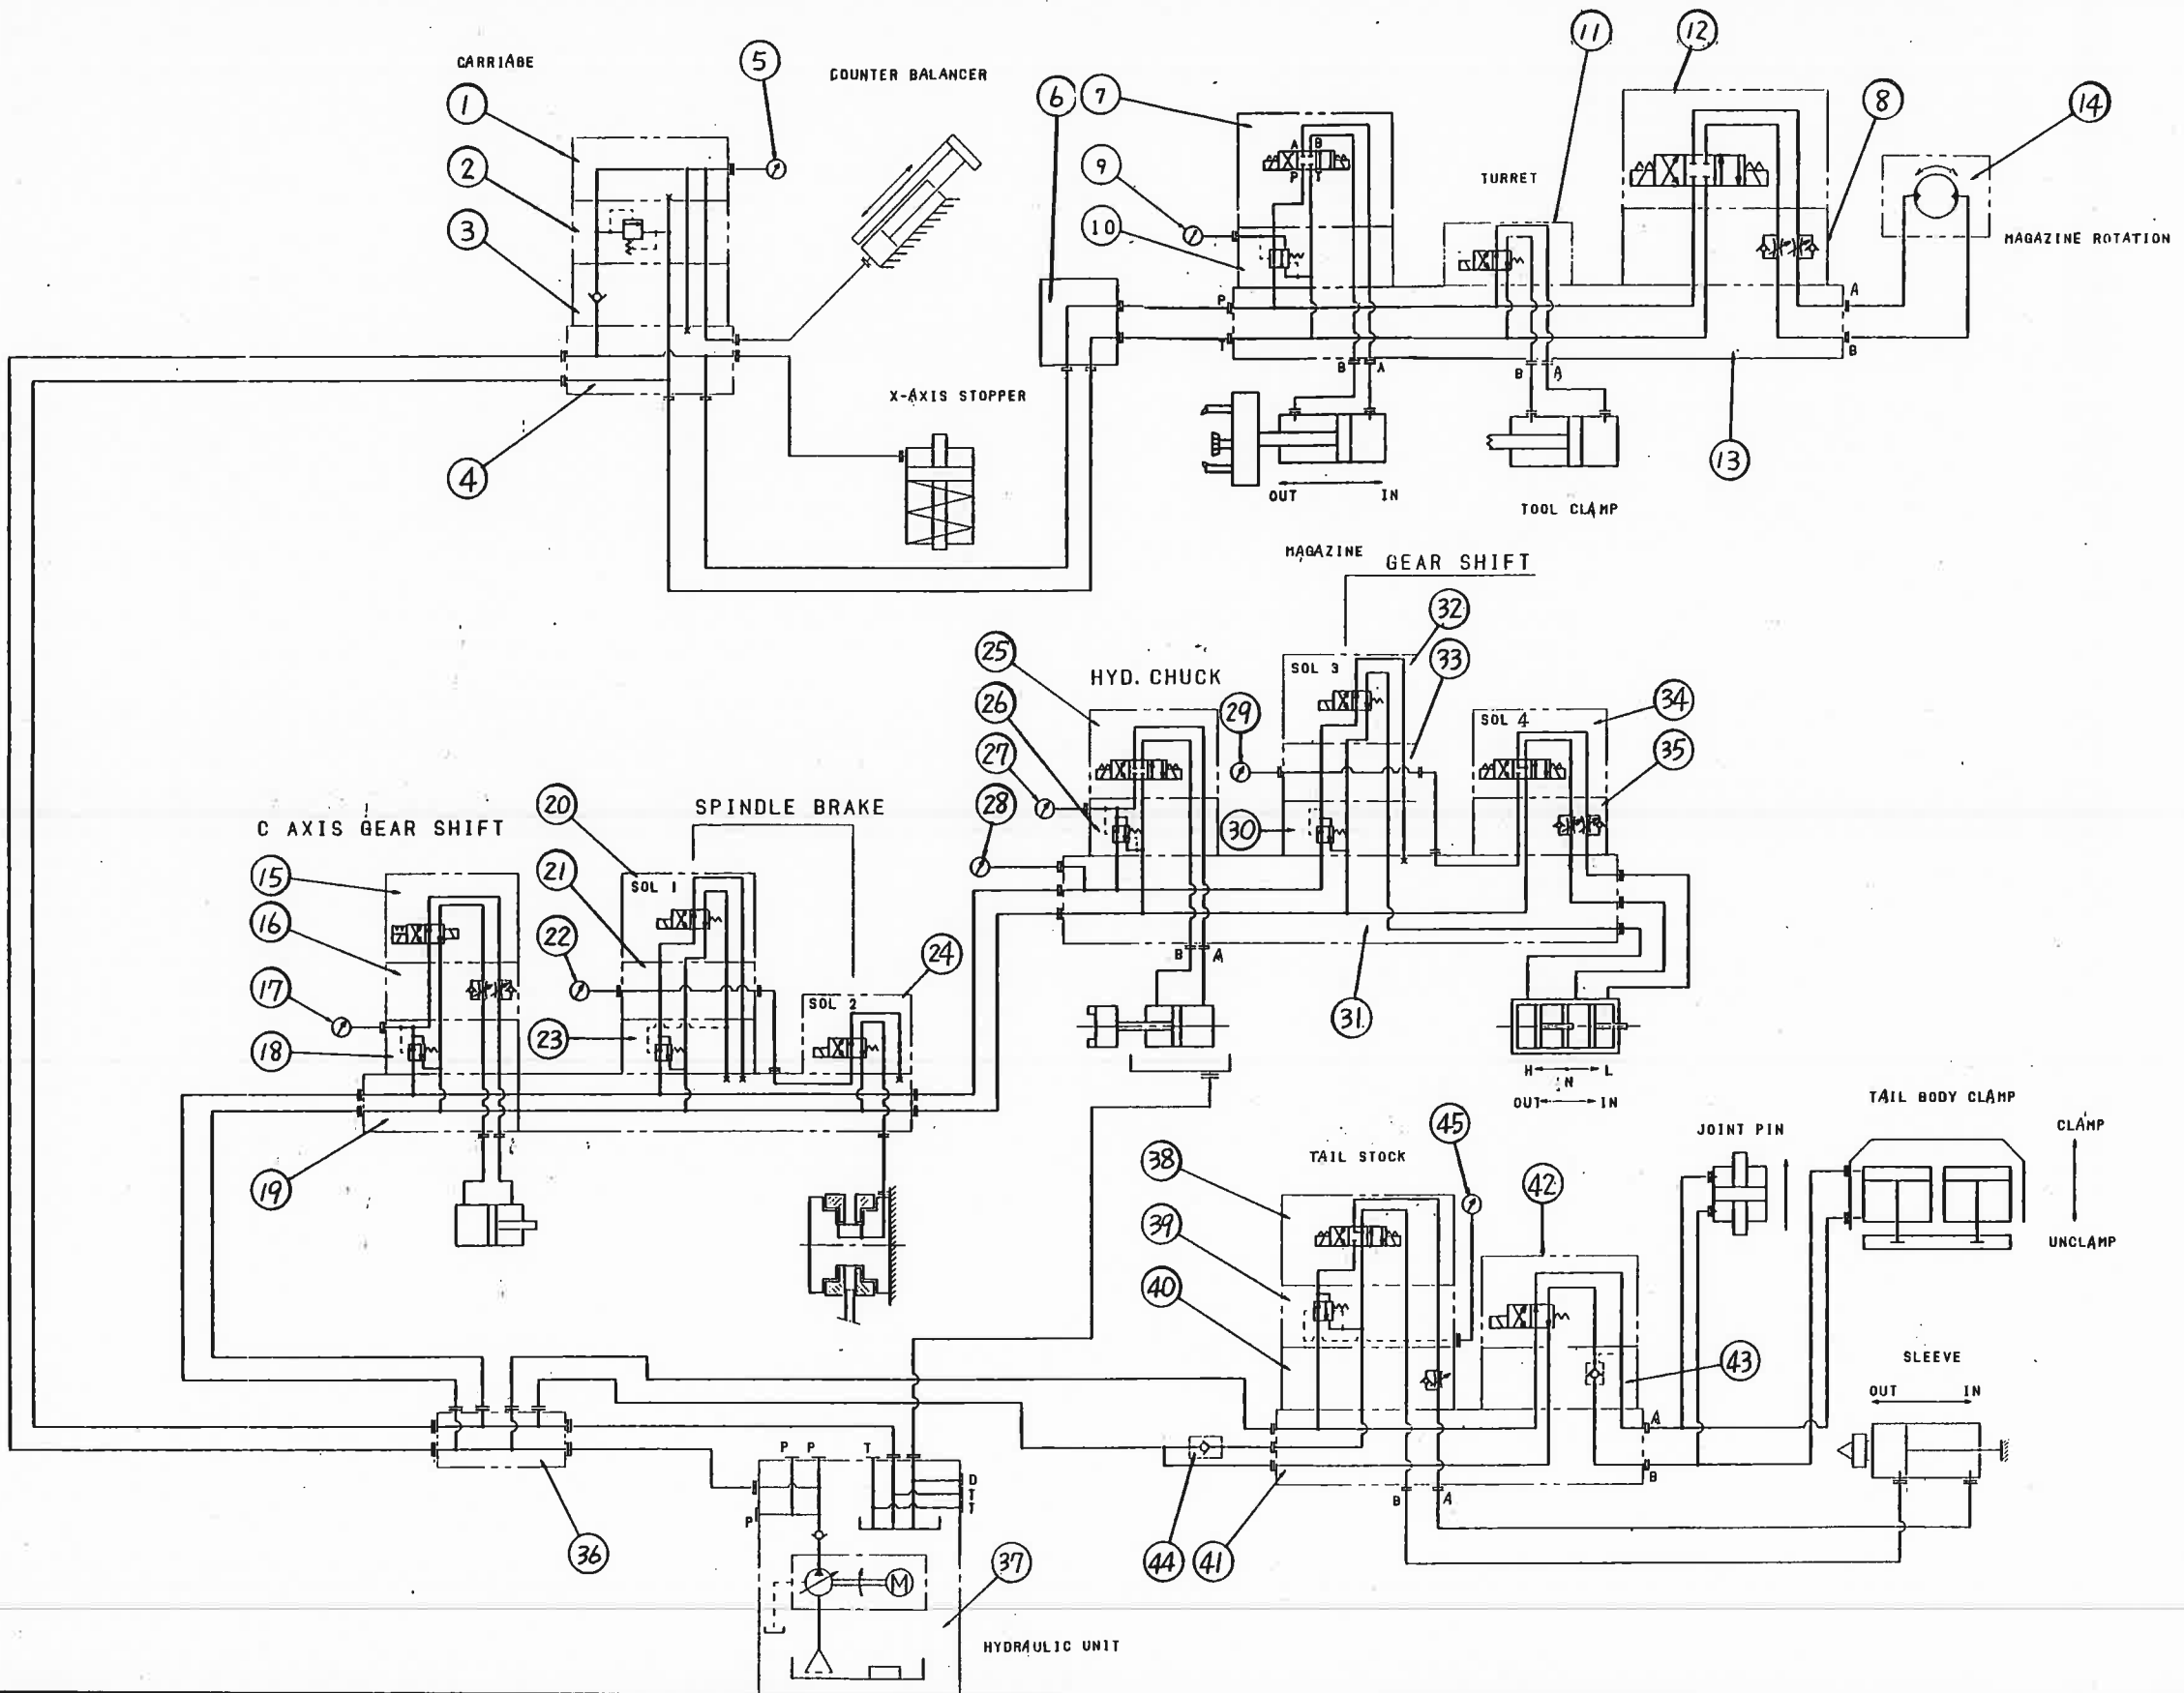 CARRIABE
COUNTER BALANCER
1
2
3
4
5
X-AXIS STOPPER
6
7
9
10
11
12
8
14
13
A B
P T
TURRET
MAGAZINE ROTATION
P
T
A
B
B A
B A
OUT IN
TOOL CLAMP
MAGAZINE
GEAR SHIFT
HYD. CHUCK
25
26
27
28
29
30
31
32
33
34
35
SOL 3
SOL 4
B A
H L
N
OUT IN
C AXIS GEAR SHIFT
SPINDLE BRAKE
15
16
17
18
19
20
21
22
23
24
SOL 1
SOL 2
TAIL STOCK
38
39
40
45
42
43
44
41
A
B
B A
JOINT PIN
TAIL BODY CLAMP
CLAMP
UNCLAMP
SLEEVE
OUT IN
36
P P T
D
T
T
P
M
37
HYDRAULIC UNIT